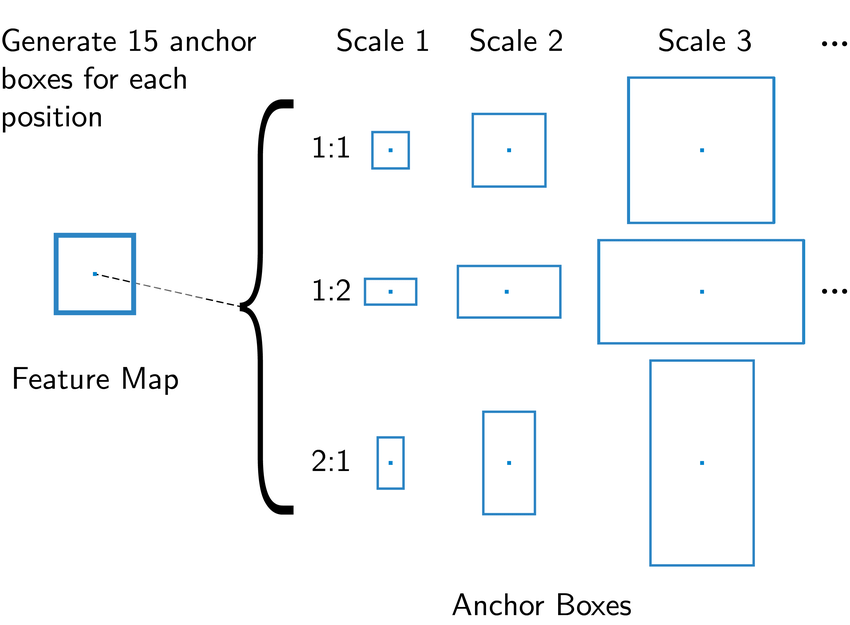 Generate 15 anchor
boxes for each
position
Scale 1
Scale 2
Scale 3
...
1:1
1:2
...
2:1
Feature Map
Anchor Boxes